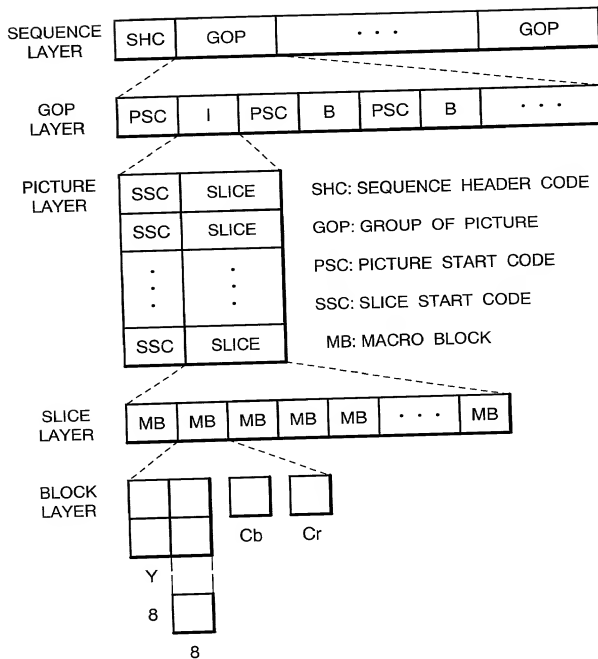 SEQUENCE LAYER
SHC GOP · · · GOP
GOP LAYER
PSC I PSC B PSC B · · ·
PICTURE LAYER
SSC SLICE
SSC SLICE
SSC SLICE
SHC: SEQUENCE HEADER CODE
GOP: GROUP OF PICTURE
PSC: PICTURE START CODE
SSC: SLICE START CODE
MB: MACRO BLOCK
SLICE LAYER
MB MB MB MB MB · · · MB
BLOCK LAYER
Y
Cb
Cr
8
8